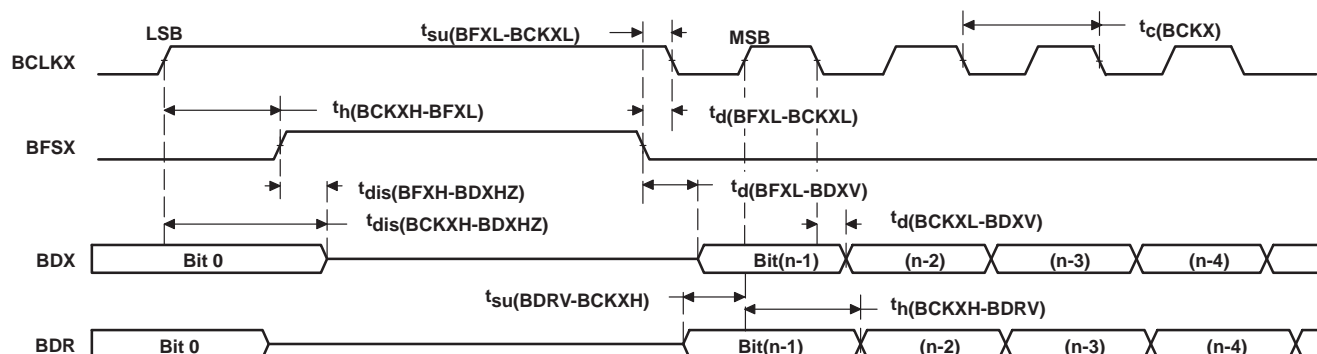 LSB
tsu(BFXL-BCKXL)
MSB
tc(BCKX)
BCLKX
th(BCKXH-BFXL)
td(BFXL-BCKXL)
BFSX
tdis(BFXH-BDXHZ)
td(BFXL-BDXV)
tdis(BCKXH-BDXHZ)
td(BCKXL-BDXV)
BDX Bit 0 Bit(n-1) (n-2) (n-3) (n-4)
tsu(BDRV-BCKXH)
th(BCKXH-BDRV)
BDR Bit 0 Bit(n-1) (n-2) (n-3) (n-4)